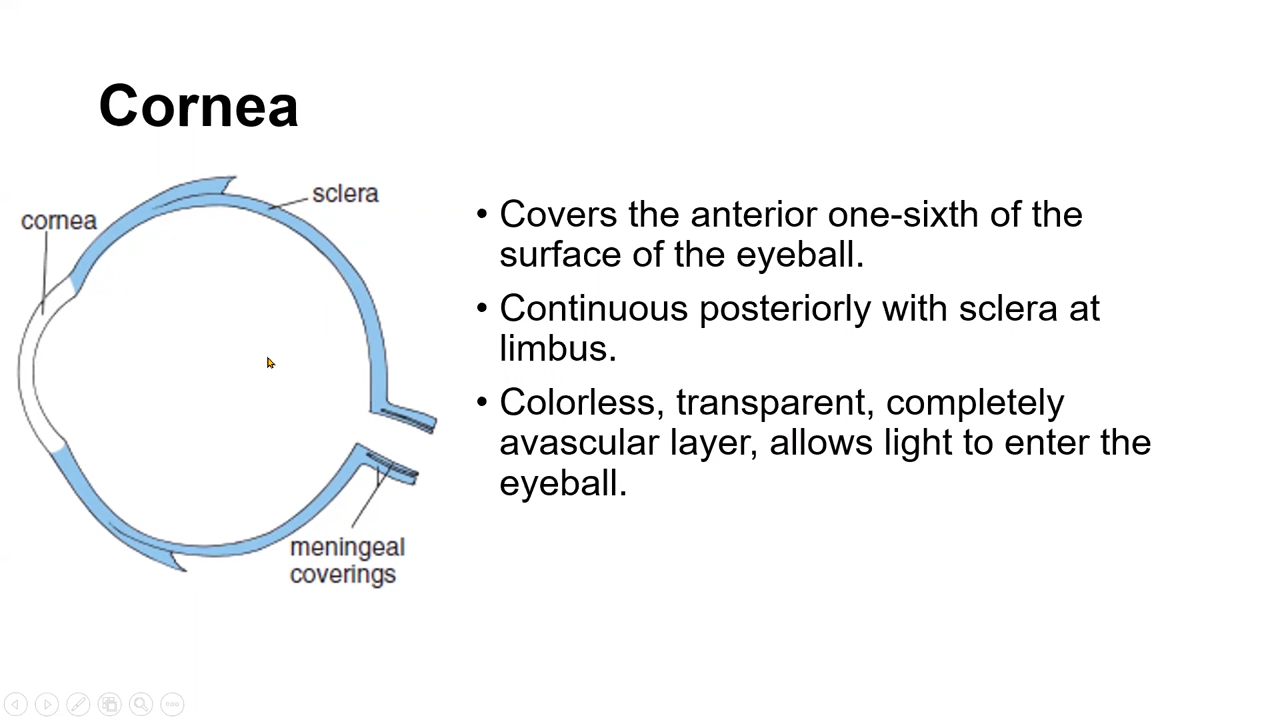 Cornea
sclera
cornea
meningeal
coverings
• Covers the anterior one-sixth of the
surface of the eyeball.
• Continuous posteriorly with sclera at
limbus.
• Colorless, transparent, completely
avascular layer, allows light to enter the
eyeball.